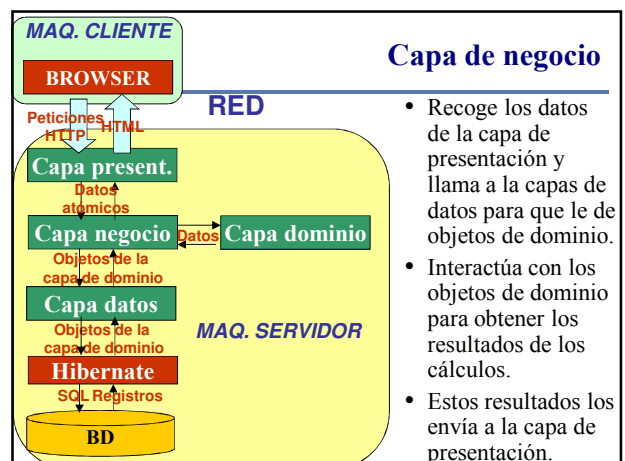 MAQ. CLIENTE
BROWSER
RED
Peticiones
HTTP
HTML
Capa present.
Datos
atómicos
Capa negocio
Datos
Capa dominio
Objetos de la
capa de dominio
Capa datos
Objetos de la
capa de dominio
MAQ. SERVIDOR
Hibernate
SQL Registros
BD
Capa de negocio
• Recoge los datos
de la capa de
presentación y
llama a la capas de
datos para que le de
objetos de dominio.
• Interactúa con los
objetos de dominio
para obtener los
resultados de los
cálculos.
• Estos resultados los
envía a la capa de
presentación.